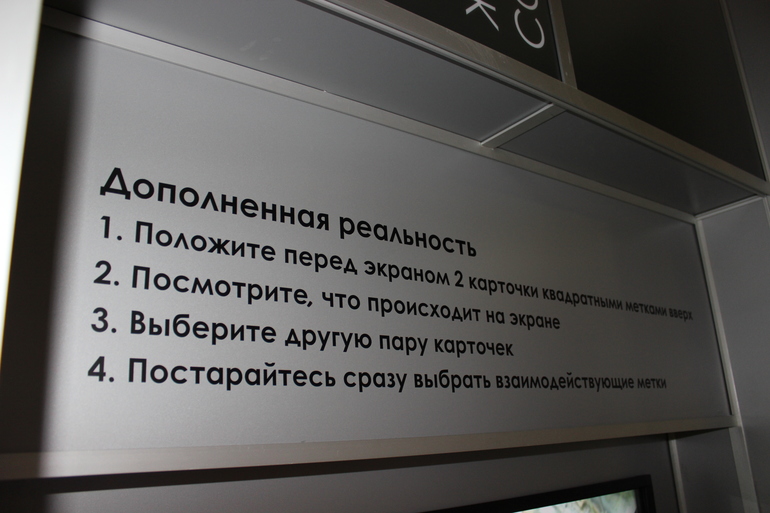 Дополненная реальность
1. Положите перед экраном 2 карточки квадратными метками вверх
2. Посмотрите, что происходит на экране
3. Выберите другую пару карточек
4. Постарайтесь сразу выбрать взаимодействующие метки